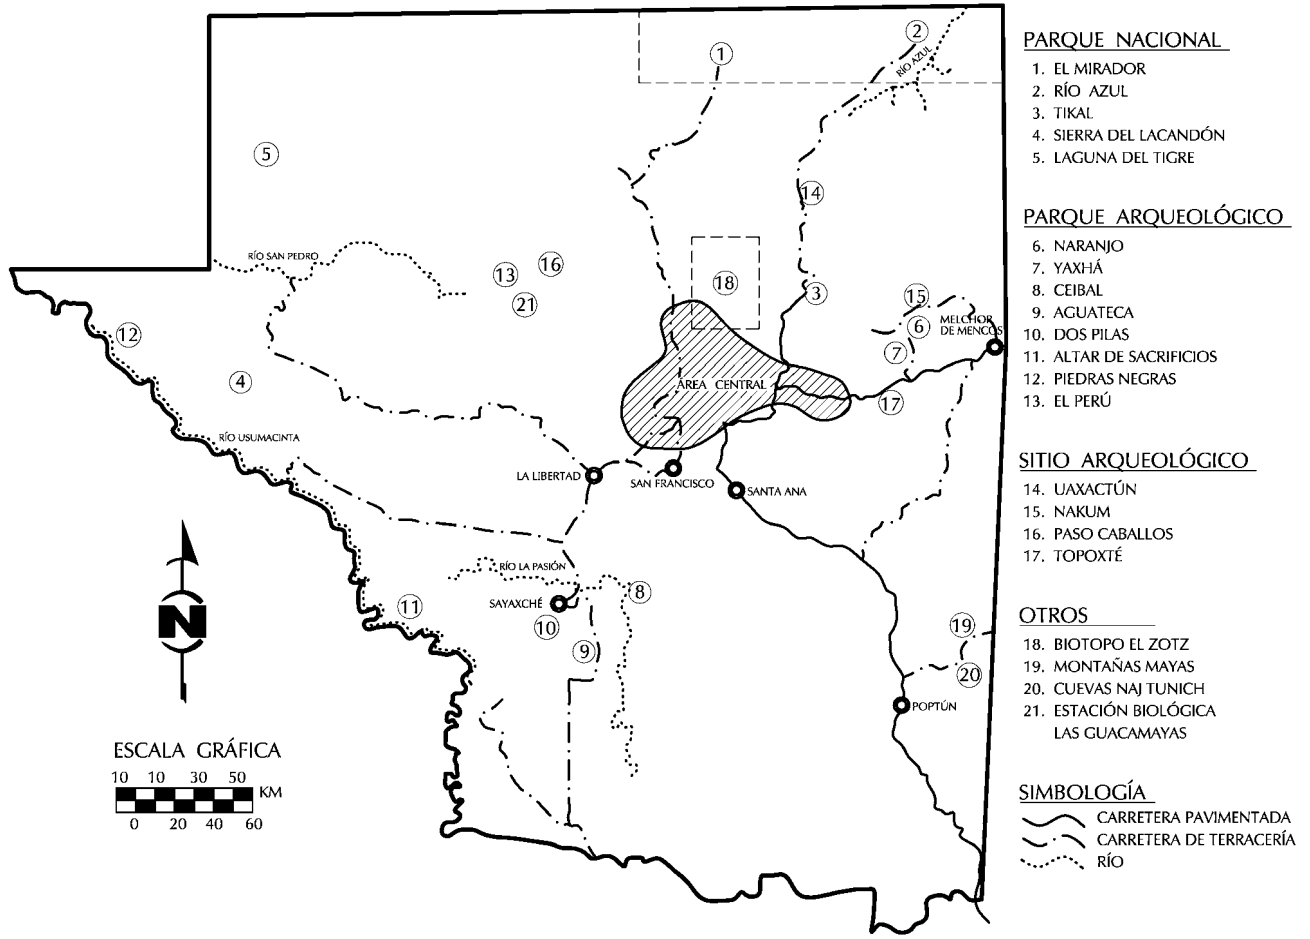 1
2
RÍO AZUL
5
14
RÍO SAN PEDRO
13
16
21
18
3
15
6
MELCHOR
DE MENCOS
7
12
4
ÁREA CENTRAL
17
RÍO USUMACINTA
LA LIBERTAD
SAN FRANCISCO
SANTA ANA
RÍO LA PASIÓN
SAYAXCHÉ
8
11
10
9
19
20
POPTÚN
N
ESCALA GRÁFICA
10 10 30 50
KM
0 20 40 60
PARQUE NACIONAL
1. EL MIRADOR
2. RÍO AZUL
3. TIKAL
4. SIERRA DEL LACANDÓN
5. LAGUNA DEL TIGRE
PARQUE ARQUEOLÓGICO
6. NARANJO
7. YAXHÁ
8. CEIBAL
9. AGUATECA
10. DOS PILAS
11. ALTAR DE SACRIFICIOS
12. PIEDRAS NEGRAS
13. EL PERÚ
SITIO ARQUEOLÓGICO
14. UAXACTÚN
15. NAKUM
16. PASO CABALLOS
17. TOPOXTÉ
OTROS
18. BIOTOPO EL ZOTZ
19. MONTAÑAS MAYAS
20. CUEVAS NAJ TUNICH
21. ESTACIÓN BIOLÓGICA
LAS GUACAMAYAS
SIMBOLOGÍA
CARRETERA PAVIMENTADA
CARRETERA DE TERRACERÍA
RÍO